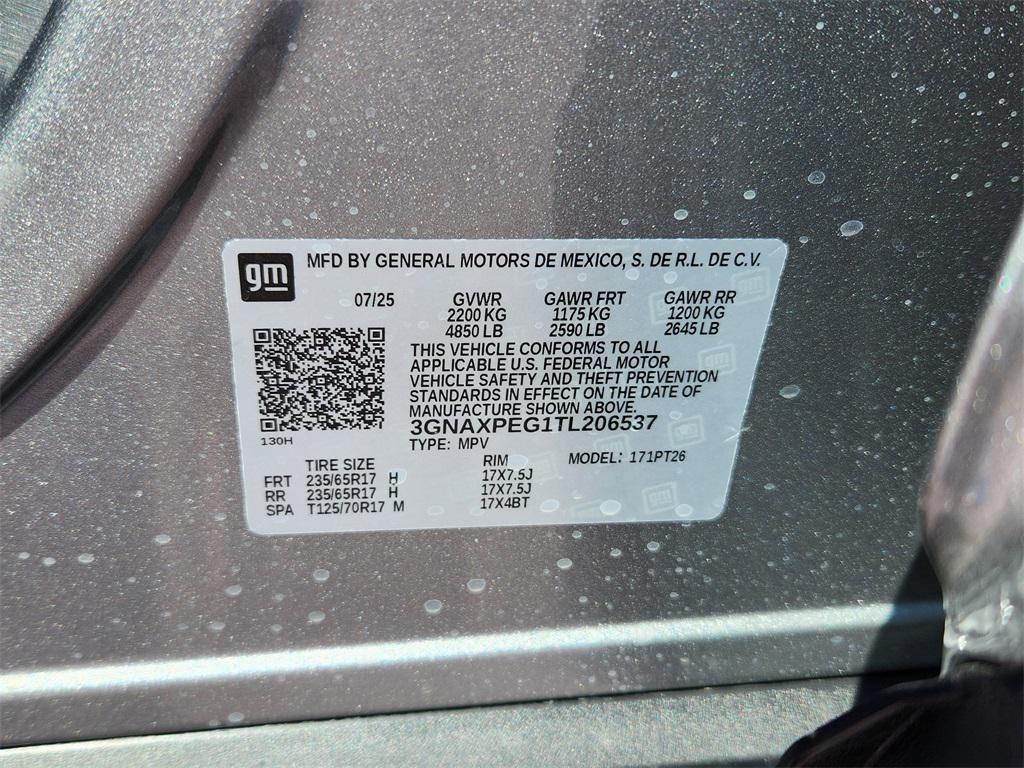 gm
MFD BY GENERAL MOTORS DE MEXICO, S. DE R.L. DE C.V.
07/25 GVWR GAWR FRT GAWR RR
2200 KG 1175 KG 1200 KG
4850 LB 2590 LB 2645 LB
THIS VEHICLE CONFORMS TO ALL
APPLICABLE U.S. FEDERAL MOTOR
VEHICLE SAFETY AND THEFT PREVENTION
STANDARDS IN EFFECT ON THE DATE OF
MANUFACTURE SHOWN ABOVE.
3GNAXPEG1TL206537
130H
TYPE: MPV
MODEL: 171PT26
TIRE SIZE RIM
FRT 235/65R17 H 17X7.5J
RR 235/65R17 H 17X7.5J
SPA T125/70R17 M 17X4BT